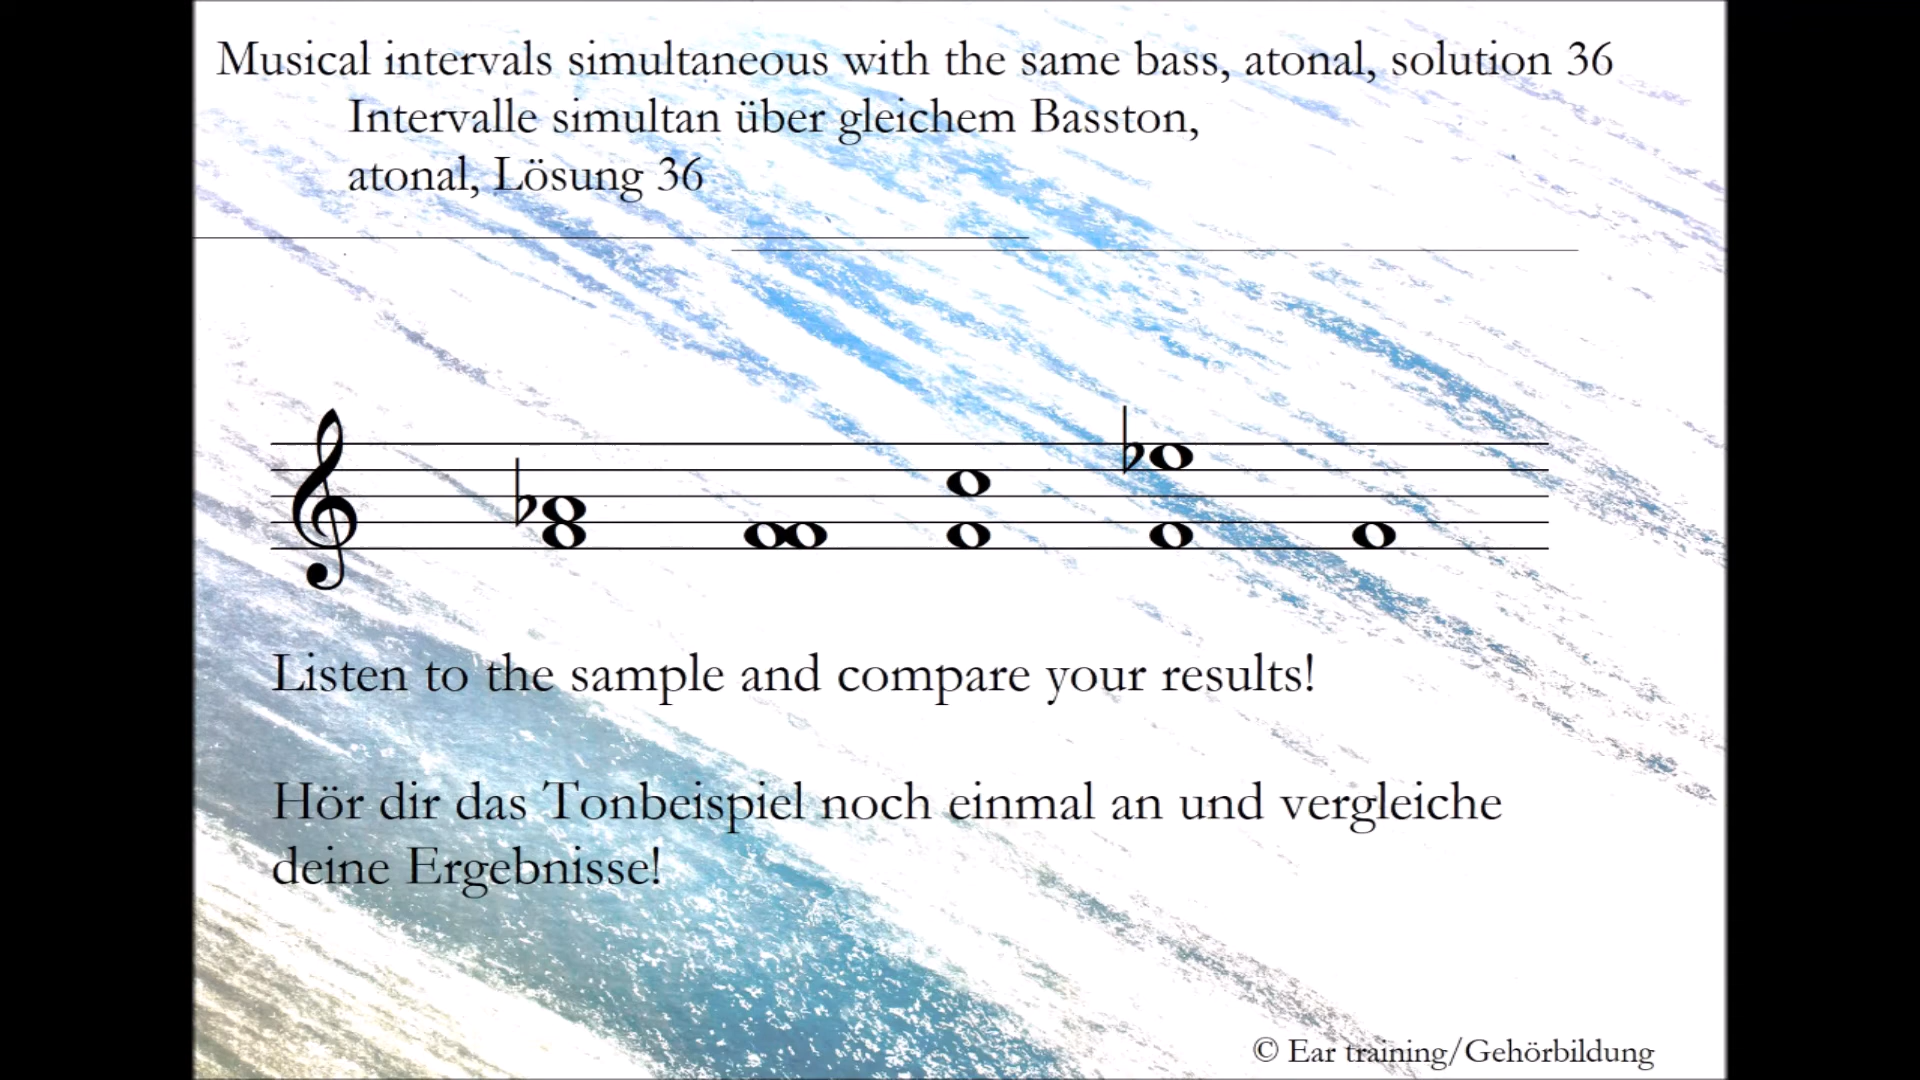 Musical intervals simultaneous with the same bass, atonal, solution 36
Intervalle simultan über gleichem Basston,
atonal, Lösung 36
Listen to the sample and compare your results!
Hör dir das Tonbeispiel noch einmal an und vergleiche
deine Ergebnisse!
© Ear training/Gehörbildung